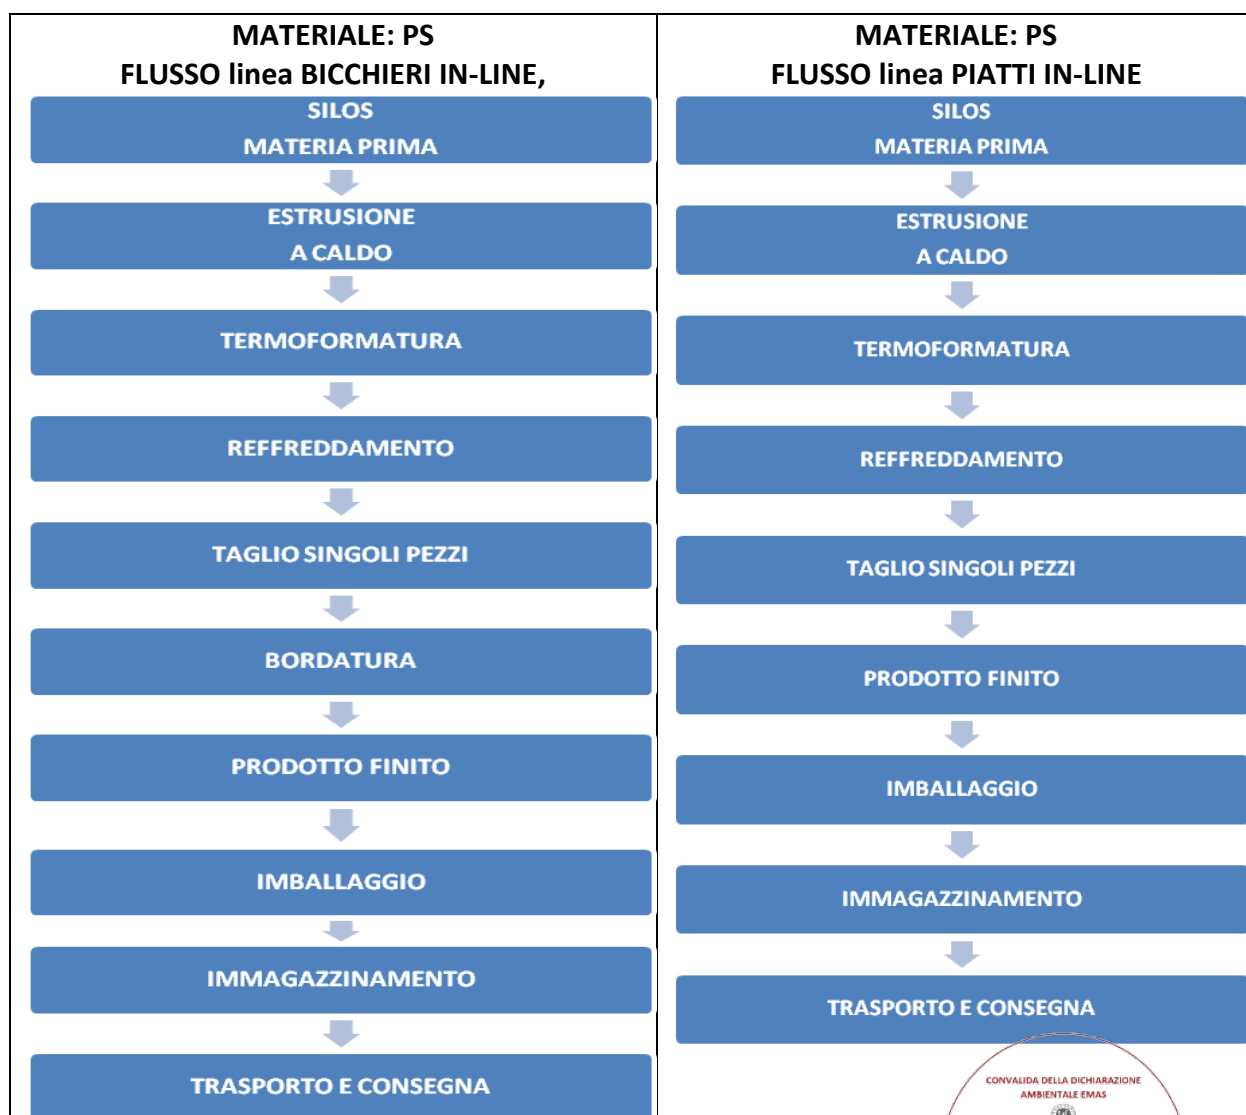 MATERIALE: PS
FLUSSO linea BICCHIERI IN-LINE,
SILOS
MATERIA PRIMA
ESTRUSIONE
A CALDO
TERMOFORMATURA
REFFREDDAMENTO
TAGLIO SINGOLI PEZZI
BORDATURA
PRODOTTO FINITO
IMBALLAGGIO
IMMAGAZZINAMENTO
TRASPORTO E CONSEGNA
MATERIALE: PS
FLUSSO linea PIATTI IN-LINE
SILOS
MATERIA PRIMA
ESTRUSIONE
A CALDO
TERMOFORMATURA
REFFREDDAMENTO
TAGLIO SINGOLI PEZZI
PRODOTTO FINITO
IMBALLAGGIO
IMMAGAZZINAMENTO
TRASPORTO E CONSEGNA
CONVALIDA DELLA DICHIARAZIONE
AMBIENTALE EMAS